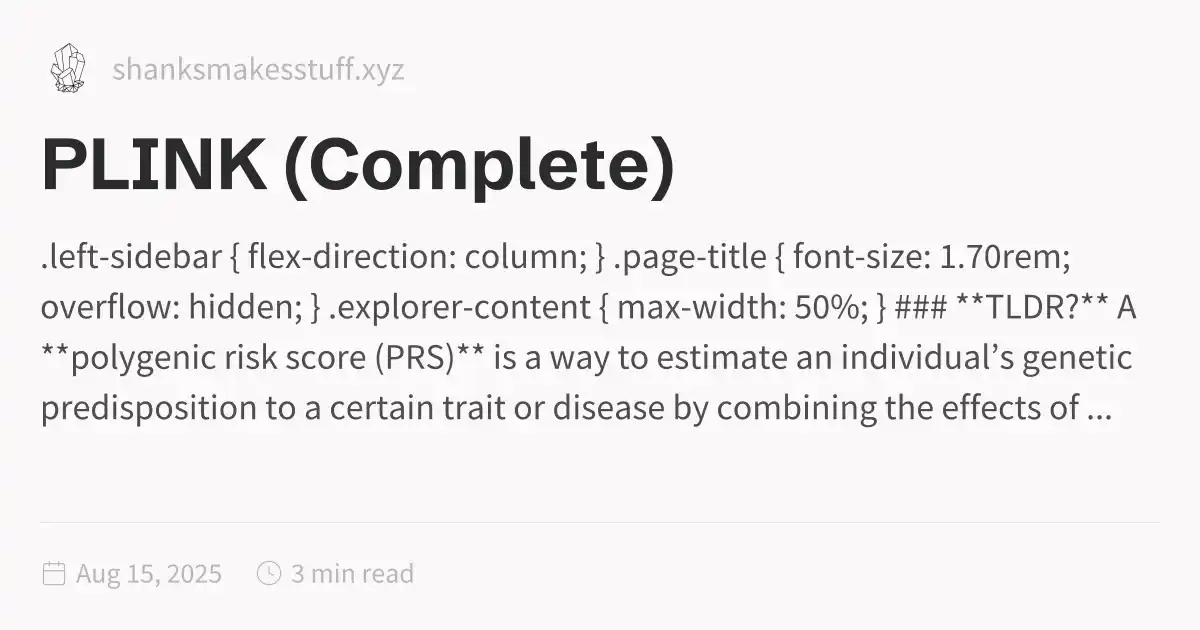 shanksmakesstuff.xyz
PLINK (Complete)
.left-sidebar { flex-direction: column; } .page-title { font-size: 1.70rem;
overflow: hidden; } .explorer-content { max-width: 50%; } ### **TLDR?** A
**polygenic risk score (PRS)** is a way to estimate an individual’s genetic
predisposition to a certain trait or disease by combining the effects of ...
Aug 15, 2025
3 min read